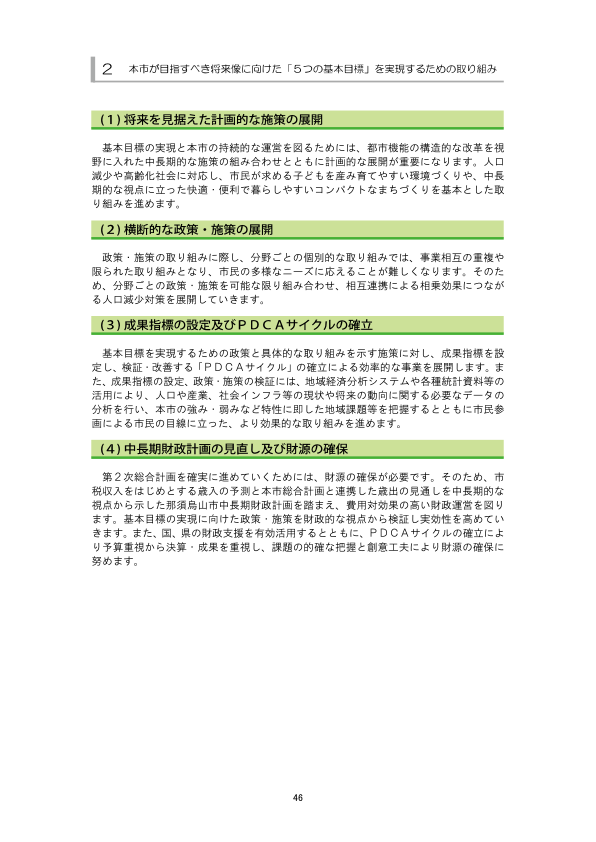 2 本市が目指すべき将来像に向けた「５つの基本目標」を実現するための取り組み
(1)将来を見据えた計画的な施策の展開
基本目標の実現と本市の持続的な運営を図るためには、都市機能の構造的な改革を視
野に入れた中長期的な施策の組み合わせとともに計画的な展開が重要になります。人口
減少や高齢化社会に対応し、市民が求める子どもを産み育てやすい環境づくりや、中長
期的な視点に立った快適・便利で暮らしやすいコンパクトなまちづくりを基本とした取
り組みを進めます。
(2)横断的な政策・施策の展開
政策・施策の取り組みに際し、分野ごとの個別的な取り組みでは、事業相互の重複や
限られた取り組みとなり、市民の多様なニーズに応えることが難しくなります。そのた
め、分野ごとの政策・施策を可能な限り組み合わせ、相互連携による相乗効果につなが
る人口減少対策を展開していきます。
(3)成果指標の設定及びＰＤＣＡサイクルの確立
基本目標を実現するための政策と具体的な取り組みを示す施策に対し、成果指標を設
定し、検証・改善する「ＰＤＣＡサイクル」の確立による効率的な事業を展開します。ま
た、成果指標の設定、政策・施策の検証には、地域経済分析システムや各種統計資料等の
活用により、人口や産業、社会インフラ等の現状や将来の動向に関する必要なデータの
分析を行い、本市の強み・弱みなど特性に即した地域課題等を把握するとともに市民参
画による市民の目線に立った、より効果的な取り組みを進めます。
(4)中長期財政計画の見直し及び財源の確保
第２次総合計画を確実に進めていくためには、財源の確保が必要です。そのため、市
税収入をはじめとする歳入の予測と本市総合計画と連携した歳出の見通しを中長期的な
視点から示した那須烏山市中長期財政計画を踏まえ、費用対効果の高い財政運営を図り
ます。基本目標の実現に向けた政策・施策を財政的な視点から検証し実効性を高めてい
きます。また、国、県の財政支援を有効活用するとともに、ＰＤＣＡサイクルの確立によ
り予算重視から決算・成果を重視し、課題の的確な把握と創意工夫により財源の確保に
努めます。
46